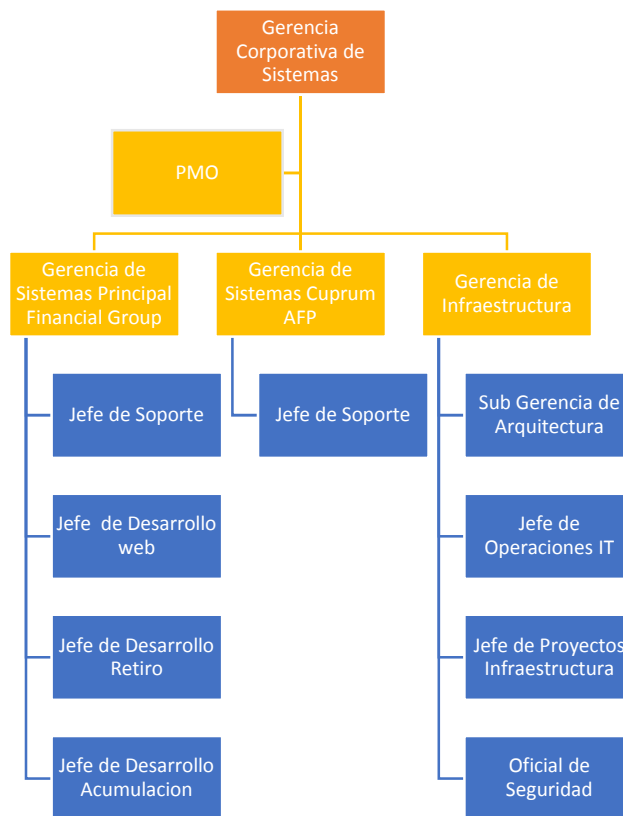 Gerencia
Corporativa de
Sistemas
PMO
Gerencia de
Sistemas Principal
Financial Group
Gerencia de
Sistemas Cuprum
AFP
Gerencia de
Infraestructura
Jefe de Soporte
Jefe de Soporte
Sub Gerencia de
Arquitectura
Jefe  de Desarrollo
web
Jefe de
Operaciones IT
Jefe de Desarrollo
Retiro
Jefe de Proyectos
Infraestructura
Jefe de Desarrollo
Acumulacion
Oficial de
Seguridad